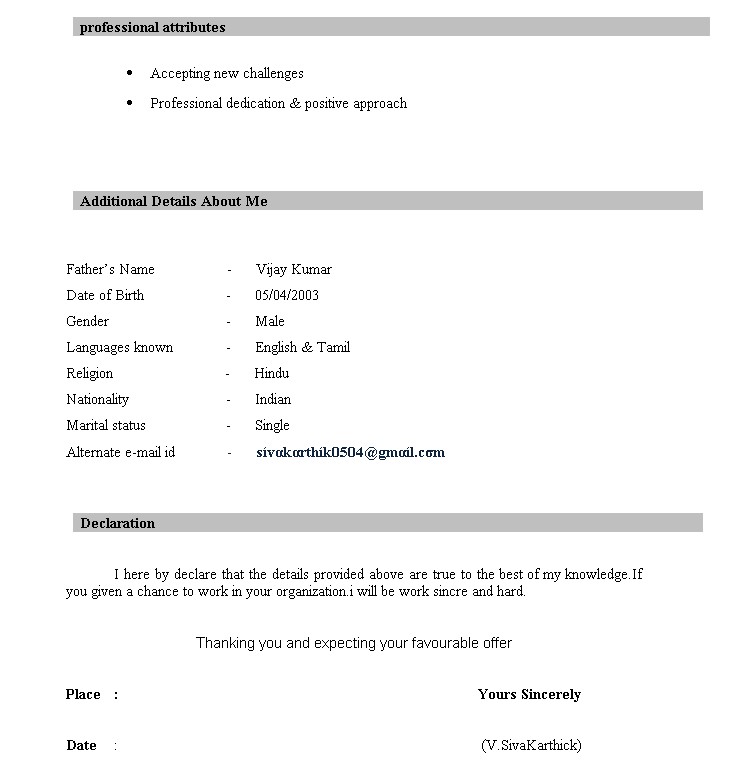 professional attributes
• Accepting new challenges
• Professional dedication & positive approach
Additional Details About Me
Father's Name - Vijay Kumar
Date of Birth - 05/04/2003
Gender - Male
Languages known - English & Tamil
Religion - Hindu
Nationality - Indian
Marital status - Single
Alternate e-mail id - sivakarthik0504@gmail.com
Declaration
I here by declare that the details provided above are true to the best of my knowledge.If
you given a chance to work in your organization.i will be work sincre and hard.
Thanking you and expecting your favourable offer
Place : Yours Sincerely
Date : (V.SivaKarthick)